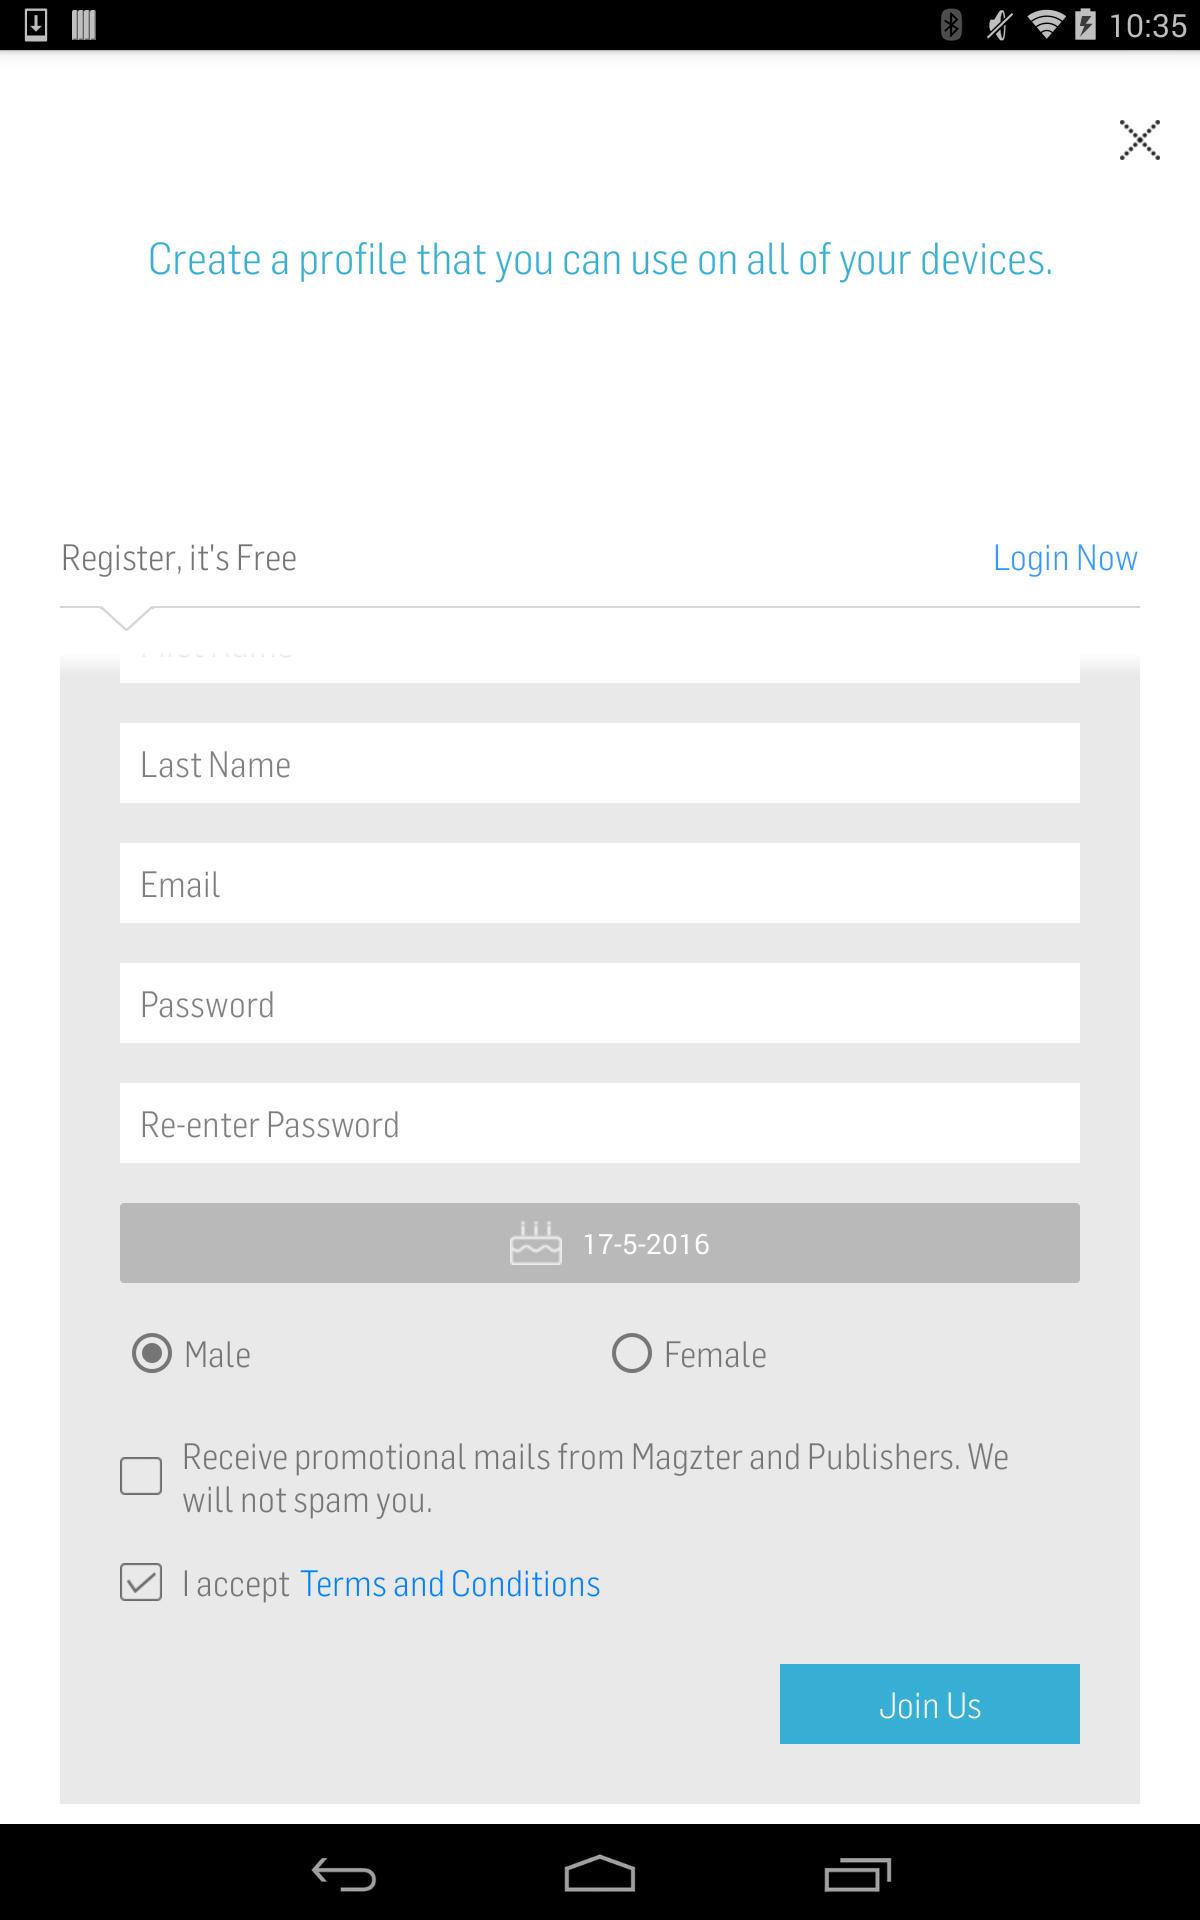 10:35
Create a profile that you can use on all of your devices.
Register, it's Free
Login Now
Last Name
Email
Password
Re-enter Password
17-5-2016
Male
Female
Receive promotional mails from Magzter and Publishers. We
will not spam you.
I accept Terms and Conditions
Join Us